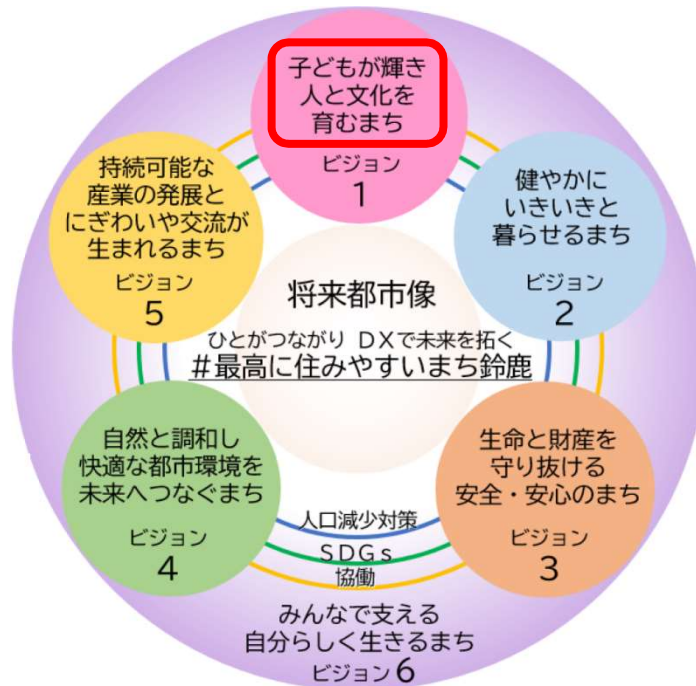 子どもが輝き
人と文化を
育むまち
ビジョン
1
健やかに
いきいきと
暮らせるまち
ビジョン
2
生命と財産を
守り抜ける
安全・安心のまち
ビジョン
3
自然と調和し
快適な都市環境を
未来へつなぐまち
ビジョン
4
持続可能な
産業の発展と
にぎわいや交流が
生まれるまち
ビジョン
5
将来都市像
ひとがつながり DXで未来を拓く
#最高に住みやすいまち鈴鹿
人口減少対策
SDGs
協働
みんなで支える
自分らしく生きるまち
ビジョン6